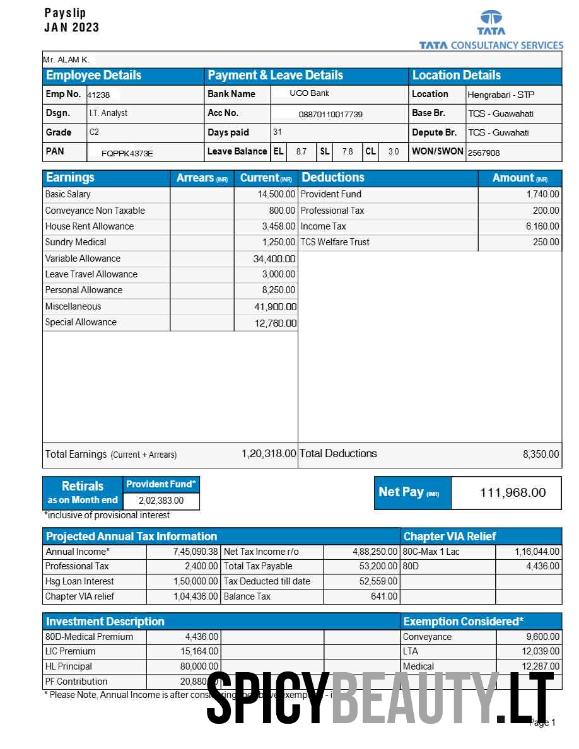 Payslip
JAN 2023
TATA
TATA CONSULTANCY SERVICES
Mr. ALAM K.
Employee Details Payment & Leave Details Location Details
Emp No. 41238 Bank Name UCO Bank Location Hengrabari - STP
Dsgn. I.T. Analyst Acc No. 08870110017739 Base Br. TCS - Guawahati
Grade C2 Days paid 31 Depute Br. TCS - Guwahati
PAN FQPPK4373E Leave Balance EL 8.7 SL 7.8 CL 3.0 WON/SWON 2567908
Earnings Arrears (INR) Current (INR) Deductions Amount (INR)
Basic Salary 14,500.00 Provident Fund 1,740.00
Conveyance Non Taxable 800.00 Professional Tax 200.00
House Rent Allowance 3,458.00 Income Tax 6,160.00
Sundry Medical 1,250.00 TCS Welfare Trust 250.00
Variable Allowance 34,400.00
Leave Travel Allowance 3,000.00
Personal Allowance 8,250.00
Miscellaneous 41,900.00
Special Allowance 12,760.00
Total Earnings (Current + Arrears) 1,20,318.00 Total Deductions 8,350.00
Retirals as on Month end Provident Fund* 2,02,383.00
Net Pay (INR) 111,968.00
*inclusive of provisional interest
Projected Annual Tax Information Chapter VIA Relief
Annual Income* 7,45,090.38 Net Tax Income r/o 4,88,250.00 80C-Max 1 Lac 1,16,044.00
Professional Tax 2,400.00 Total Tax Payable 53,200.00 80D 4,436.00
Hsg Loan Interest 1,50,000.00 Tax Deducted till date 52,559.00
Chapter VIA relief 1,04,436.00 Balance Tax 641.00
Investment Description Exemption Considered*
80D-Medical Premium 4,436.00 Conveyance 9,600.00
LIC Premium 15,164.00 LTA 12,039.00
HL Principal 80,000.00 Medical 12,287.00
PF Contribution 20,880
* Please Note, Annual Income is after
SPICYBEAUTY.LT
Page 1